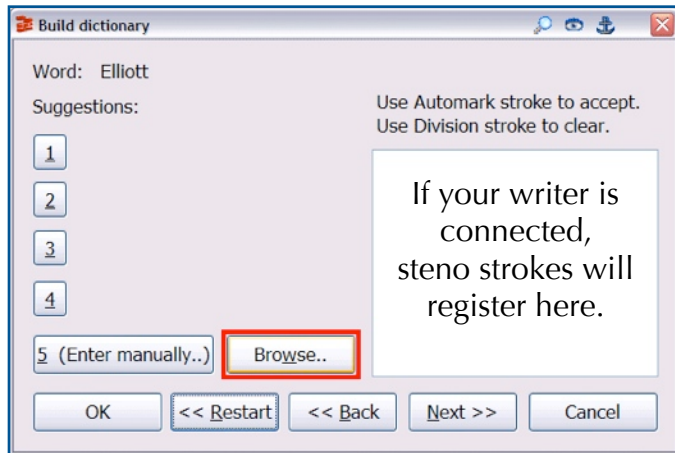 Build dictionary
Word: Elliott
Suggestions:
Use Automark stroke to accept.
Use Division stroke to clear.
1
2
3
4
If your writer is
connected,
steno strokes will
register here.
5 (Enter manually..)
Browse..
OK
<< Restart
<< Back
Next >>
Cancel